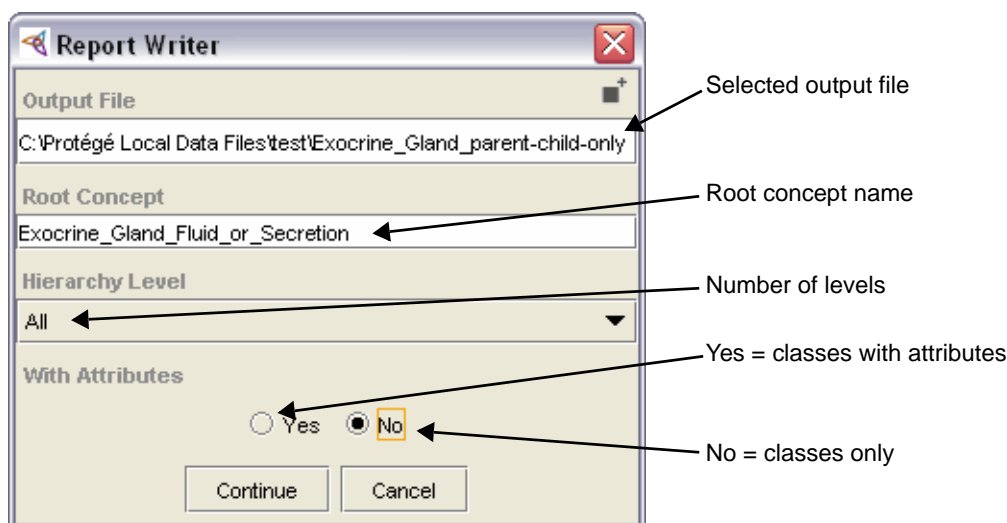 Report Writer
Output File
Selected output file
C:\Protégé Local Data Files\test\Exocrine_Gland_parent-child-only
Root Concept
Root concept name
Exocrine_Gland_Fluid_or_Secretion
Hierarchy Level
Number of levels
All
Yes = classes with attributes
With Attributes
Yes No
No = classes only
Continue Cancel